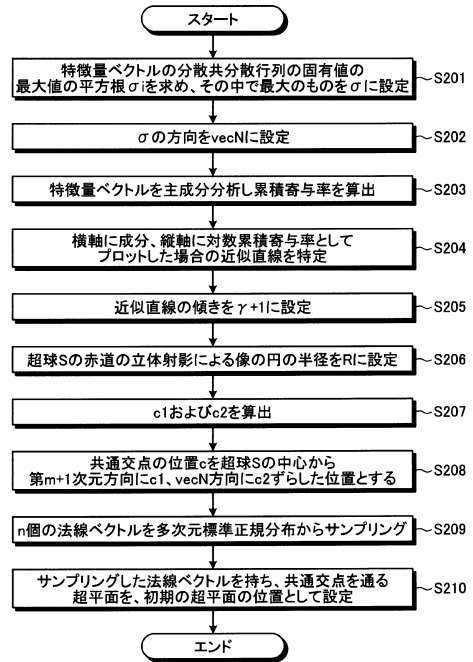 スタート
特徴量ベクトルの分散共分散行列の固有値の
最大値の平方根σiを求め、その中で最大のものをσに設定
S201
σの方向をvecNに設定
S202
特徴量ベクトルを主成分分析し累積寄与率を算出
S203
横軸に成分、縦軸に対数累積寄与率として
プロットした場合の近似直線を特定
S204
近似直線の傾きをγ+1に設定
S205
超球Sの赤道の立体射影による像の円の半径をRに設定
S206
c1およびc2を算出
S207
共通交点の位置cを超球Sの中心から
第m+1次元方向にc1、vecN方向にc2ずらした位置とする
S208
n個の法線ベクトルを多次元標準正規分布からサンプリング
S209
サンプリングした法線ベクトルを持ち、共通交点を通る
超平面を、初期の超平面の位置として設定
S210
エンド